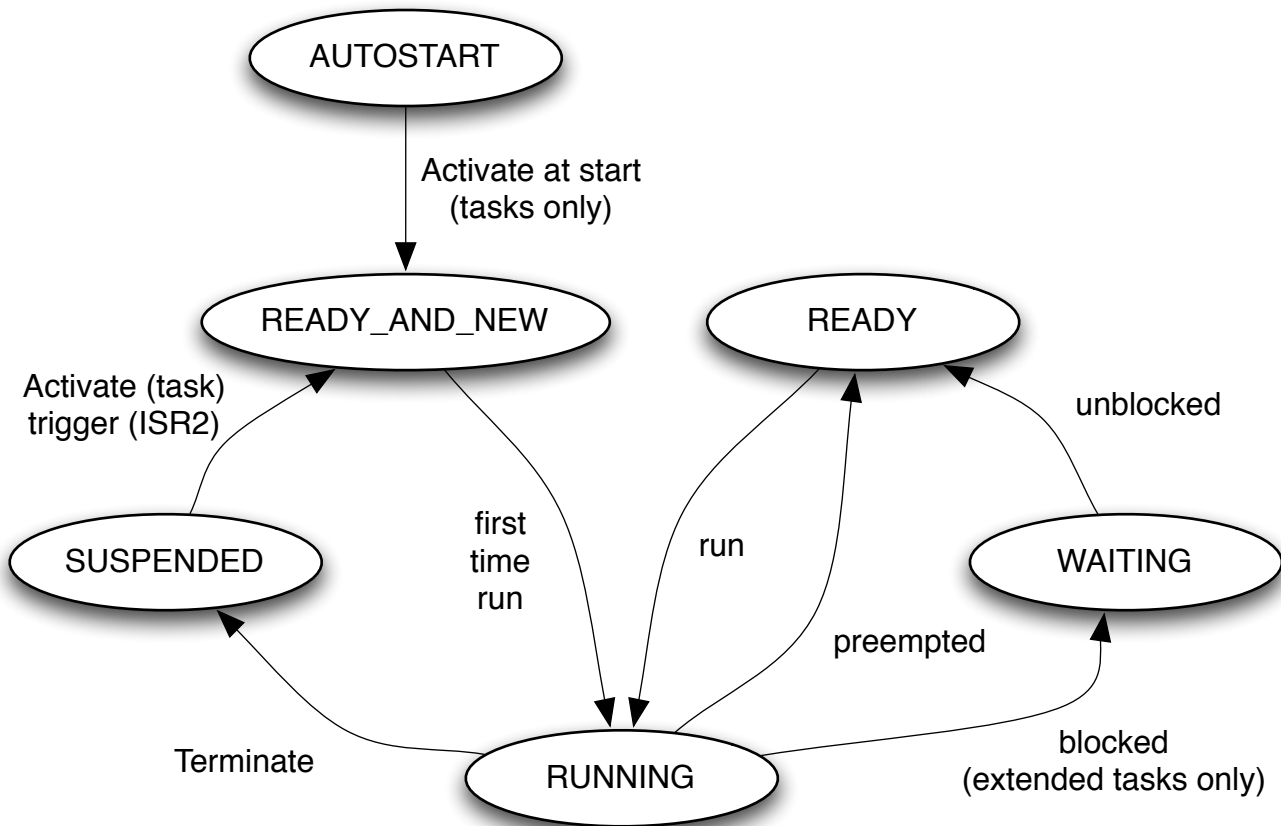 AUTOSTART
Activate at start
(tasks only)
READY_AND_NEW
READY
Activate (task)
trigger (ISR2)
unblocked
first
time
run
run
SUSPENDED
WAITING
preempted
Terminate
blocked
(extended tasks only)
RUNNING